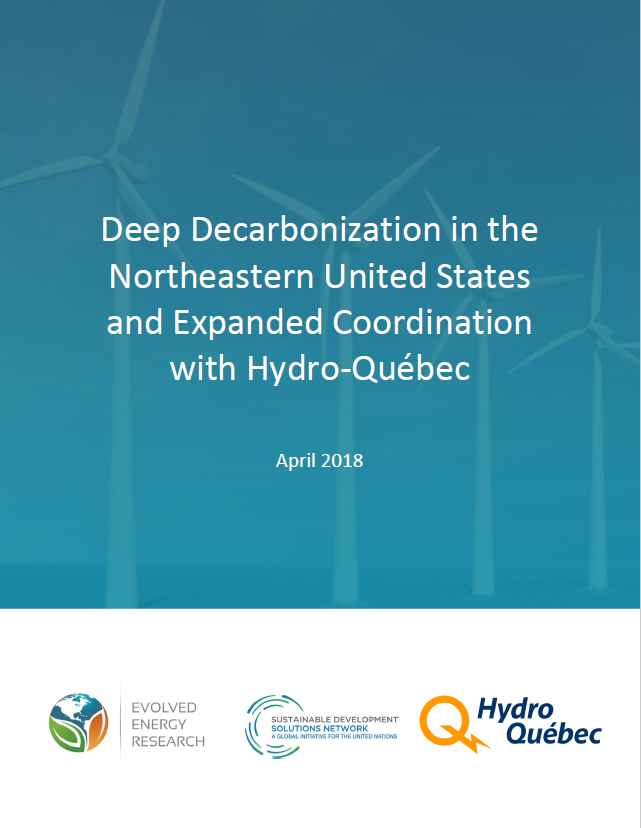 Deep Decarbonization in the
Northeastern United States
and Expanded Coordination
with Hydro-Québec
April 2018
EVOLVED
ENERGY
RESEARCH
SUSTAINABLE DEVELOPMENT
SOLUTIONS NETWORK
A GLOBAL INITIATIVE FOR THE UNITED NATIONS
Hydro
Québec